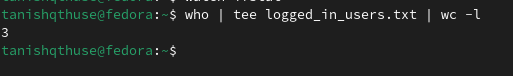 tanishqthuse@fedora:~$ who | tee logged_in_users.txt | wc -l
3
tanishqthuse@fedora:~$